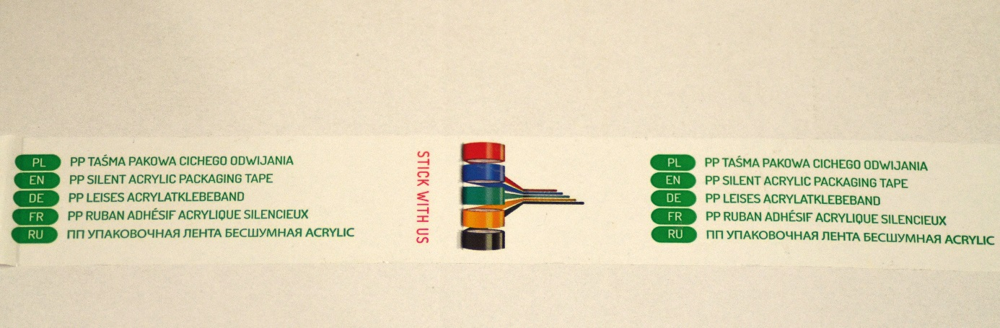 PL PP TAŚMA PAKOWA CICHEGO ODWIJANIA
EN PP SILENT ACRYLIC PACKAGING TAPE
DE PP LEISES ACRYLATKLEBEBAND
FR PP RUBAN ADHÉSIF ACRYLIQUE SILENCIEUX
RU ПП УПАКОВОЧНАЯ ЛЕНТА БЕСШУМНАЯ ACRYLIC
STICK WITH US
PL PP TAŚMA PAKOWA CICHEGO ODWIJANIA
EN PP SILENT ACRYLIC PACKAGING TAPE
DE PP LEISES ACRYLATKLEBEBAND
FR PP RUBAN ADHÉSIF ACRYLIQUE SILENCIEUX
RU ПП УПАКОВОЧНАЯ ЛЕНТА БЕСШУМНАЯ ACRYLIC